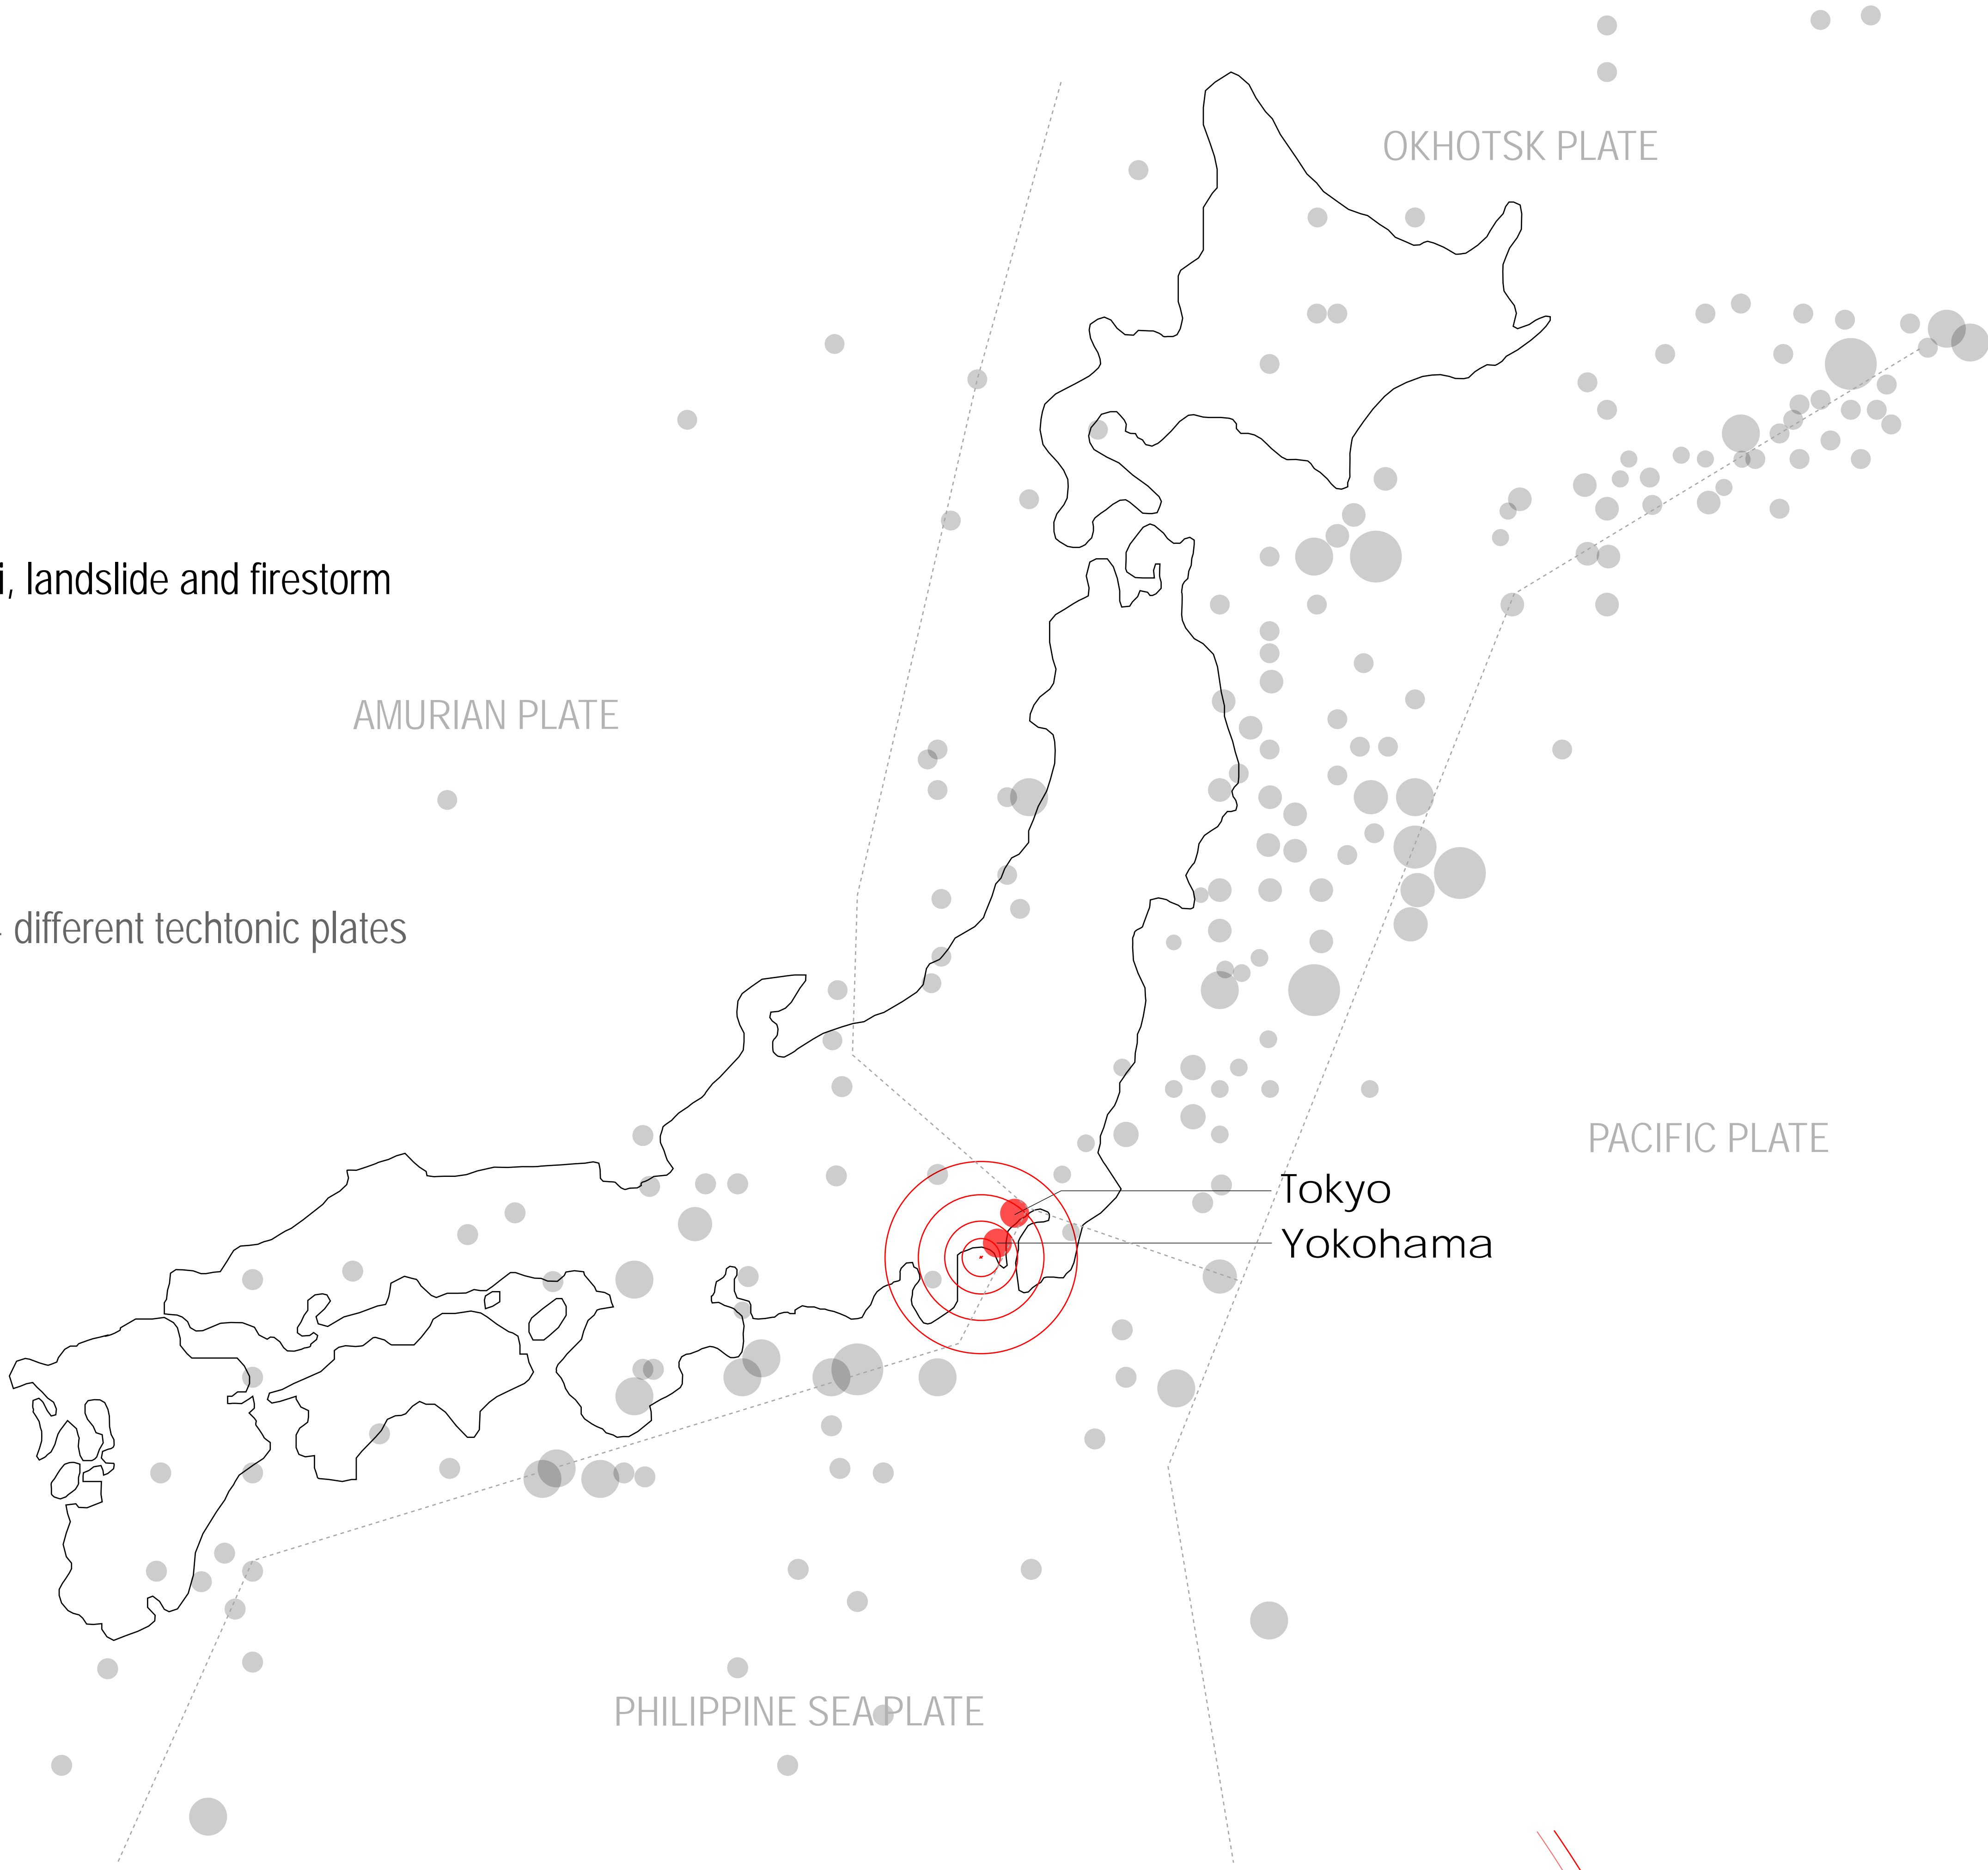 OKHOTSK PLATE
, landslide and firestorm
AMURIAN PLATE
different techtonic plates
PACIFIC PLATE
Tokyo
Yokohama
PHILIPPINE SEA PLATE